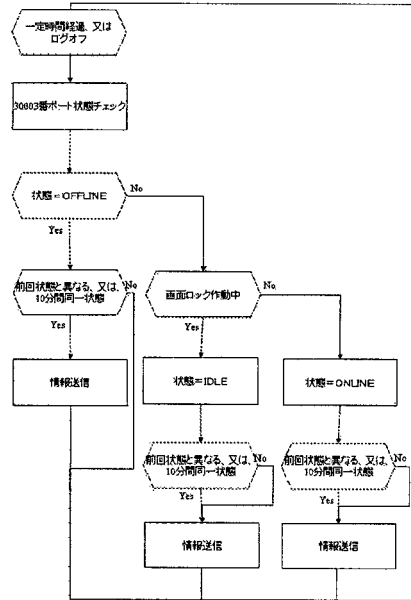 一定時間経過、又は
ログオフ
30803番ポート状態チェック
状態=OFFLINE
No
Yes
前回状態と異なる、又は、
10分間同一状態
No
Yes
情報送信
画面ロック作動中
No
Yes
状態=IDLE
状態=ONLINE
前回状態と異なる、又は、
10分間同一状態
No
Yes
情報送信
前回状態と異なる、又は、
10分間同一状態
No
Yes
情報送信